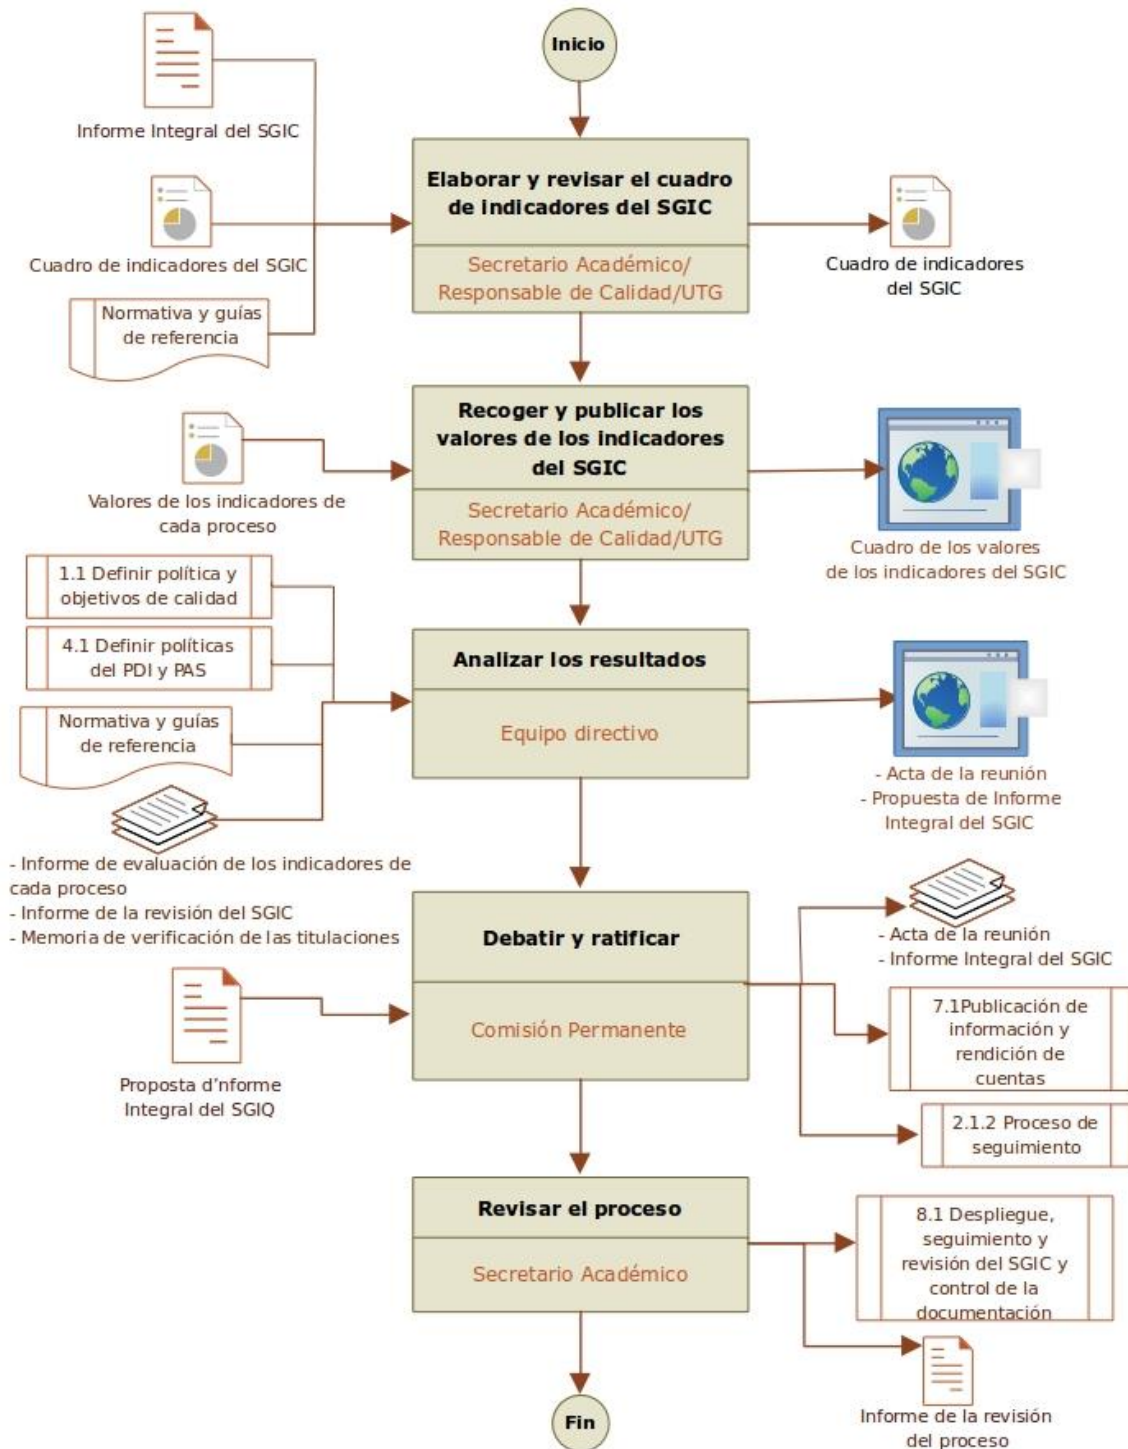 Inicio
Informe Integral del SGIC
Elaborar y revisar el cuadro
de indicadores del SGIC
Secretario Académico/
Responsable de Calidad/UTG
Cuadro de indicadores del SGIC
Normativa y guías
de referencia
Cuadro de indicadores
del SGIC
Recoger y publicar los
valores de los indicadores
del SGIC
Secretario Académico/
Responsable de Calidad/UTG
Valores de los indicadores de
cada proceso
Cuadro de los valores
de los indicadores del SGIC
1.1 Definir política y
objetivos de calidad
4.1 Definir políticas
del PDI y PAS
Normativa y guías
de referencia
Analizar los resultados
Equipo directivo
- Acta de la reunión
- Propuesta de Informe
Integral del SGIC
- Informe de evaluación de los indicadores de
cada proceso
- Informe de la revisión del SGIC
- Memoria de verificación de las titulaciones
Debatir y ratificar
Comisión Permanente
- Acta de la reunión
- Informe Integral del SGIC
Proposta d'nforme
Integral del SGIQ
7.1Publicación de
información y
rendición de
cuentas
2.1.2 Proceso de
seguimiento
Revisar el proceso
Secretario Académico
8.1 Despliegue,
seguimiento y
revisión del SGIC y
control de la
documentación
Informe de la revisión
del proceso
Fin